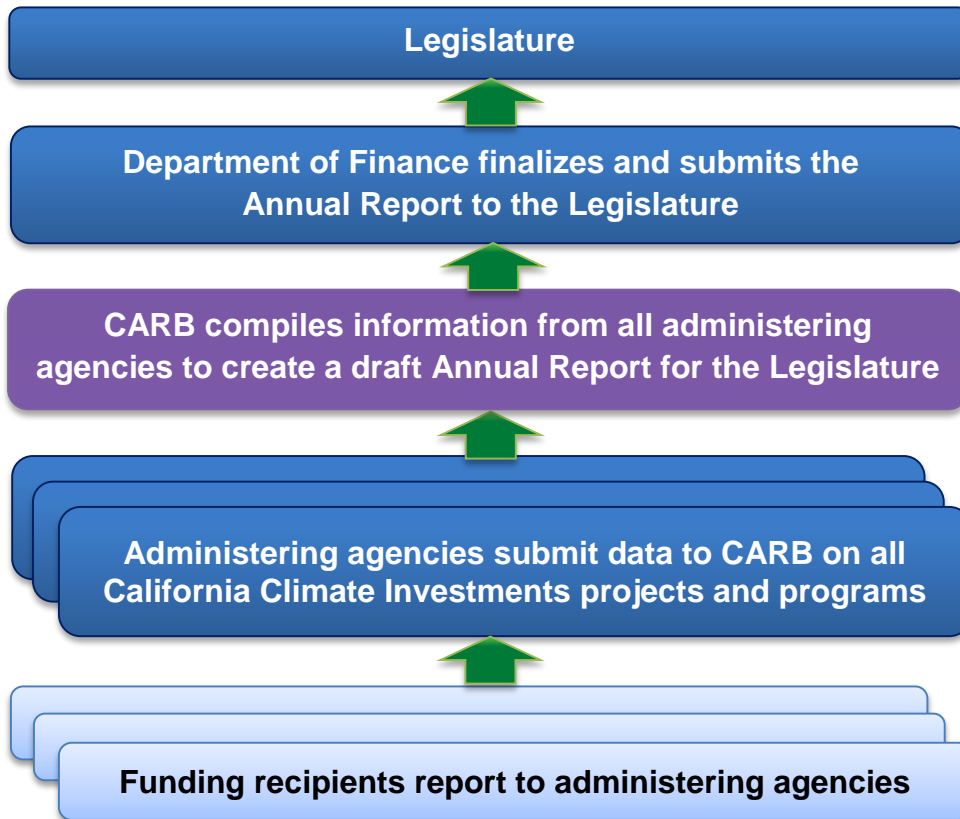 Legislature
Department of Finance finalizes and submits the
Annual Report to the Legislature
CARB compiles information from all administering
agencies to create a draft Annual Report for the Legislature
Administering agencies submit data to CARB on all
California Climate Investments projects and programs
Funding recipients report to administering agencies